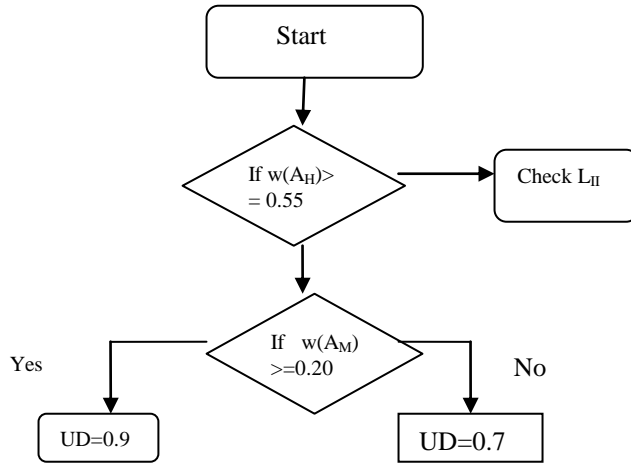 Start
If w(A_H)>
= 0.55
Check L_II
If w(A_M)
>=0.20
Yes
No
UD=0.9
UD=0.7